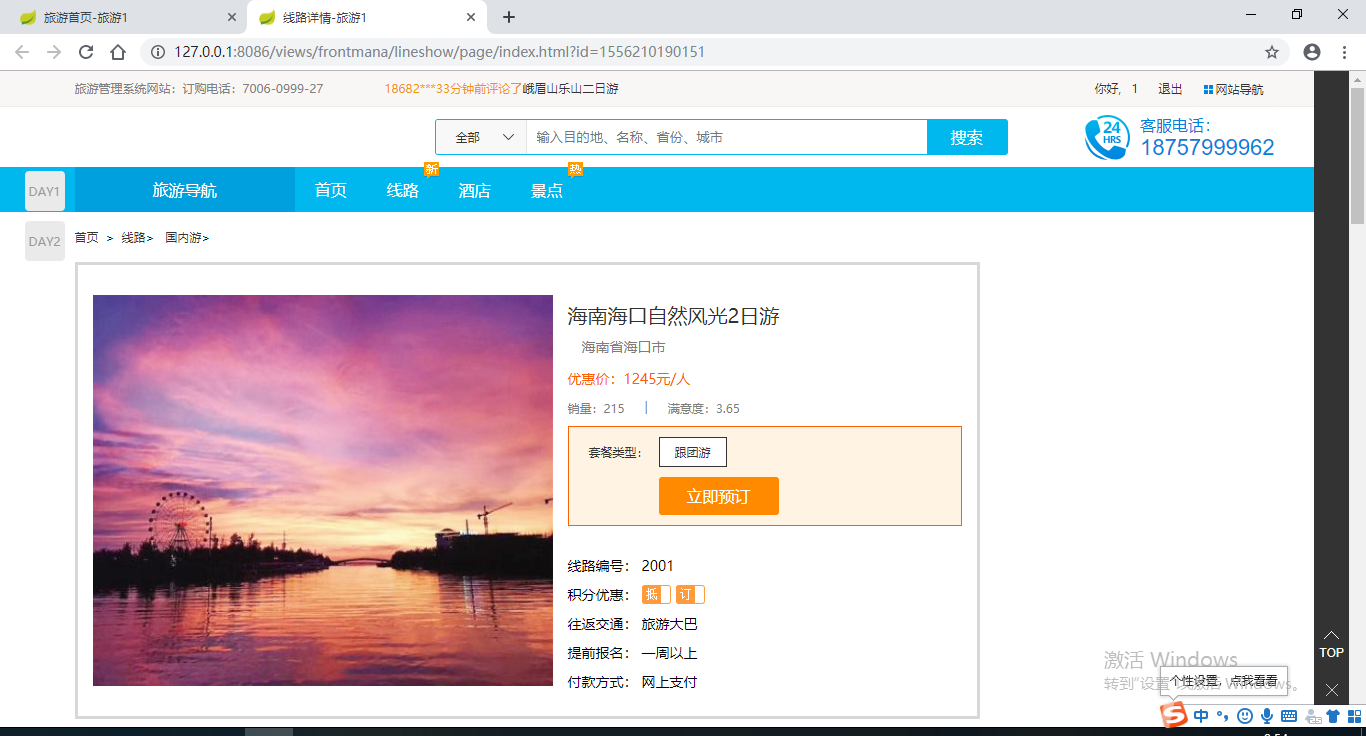 旅游首页-旅游1
线路详情-旅游1
127.0.0.1:8086/views/frontmana/lineshow/page/index.html?id=1556210190151
旅游管理系统网站: 订购电话: 7006-0999-27
18682***33分钟前评论了峨眉山乐山二日游
你好, 1 退出 网站导航
全部 输入目的地、名称、省份、城市 搜索
24 HRS
客服电话:
18757999962
新
热
DAY1
旅游导航 首页 线路 酒店 景点
DAY2
首页 > 线路> 国内游>
海南海口自然风光2日游
海南省海口市
优惠价: 1245元/人
销量: 215 | 满意度: 3.65
套餐类型: 跟团游
立即预订
线路编号: 2001
积分优惠: 抵 订
往返交通: 旅游大巴
提前报名: 一周以上
付款方式: 网上支付
TOP
激活 Windows
转到"设置"以激活 Windows。
个性设置, 点我看看
S 中